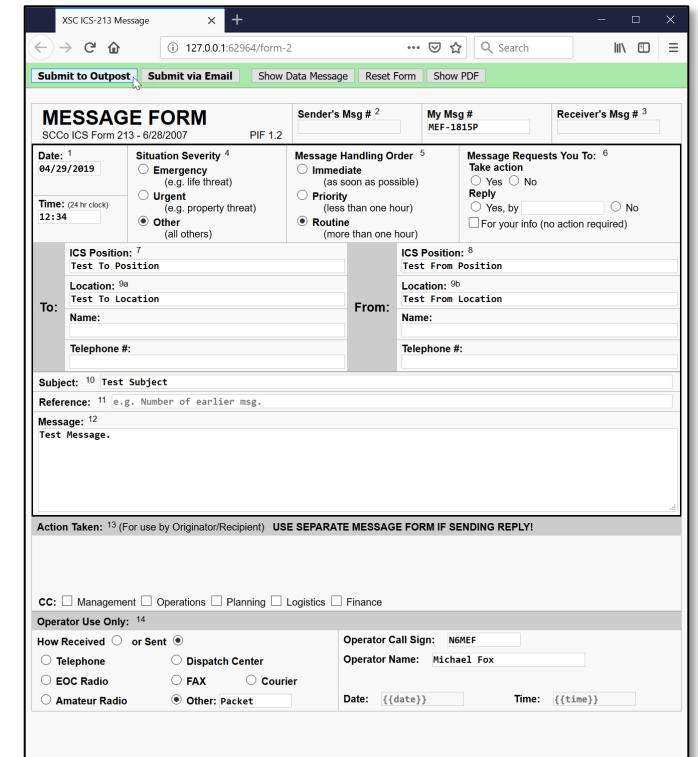 XSC ICS-213 Message
127.0.0.1:62964/form-2
Search
Submit to Outpost Submit via Email Show Data Message Reset Form Show PDF
MESSAGE FORM
SCCo ICS Form 213 - 6/28/2007 PIF 1.2
Sender's Msg # 2
My Msg #
MEF-1815P
Receiver's Msg # 3
Date: 1
04/29/2019
Time: (24 hr clock)
12:34
Situation Severity 4
Emergency
(e.g. life threat)
Urgent
(e.g. property threat)
Other
(all others)
Message Handling Order 5
Immediate
(as soon as possible)
Priority
(less than one hour)
Routine
(more than one hour)
Message Requests You To: 6
Take action
Yes No
Reply
Yes, by No
For your info (no action required)
To:
ICS Position: 7
Test To Position
Location: 9a
Test To Location
Name:
Telephone #:
From:
ICS Position: 8
Test From Position
Location: 9b
Test From Location
Name:
Telephone #:
Subject: 10 Test Subject
Reference: 11 e.g. Number of earlier msg.
Message: 12
Test Message.
Action Taken: 13 (For use by Originator/Recipient) USE SEPARATE MESSAGE FORM IF SENDING REPLY!
CC: Management Operations Planning Logistics Finance
Operator Use Only: 14
How Received or Sent
Telephone Dispatch Center
EOC Radio FAX Courier
Amateur Radio Other: Packet
Operator Call Sign: N6MEF
Operator Name: Michael Fox
Date: {{date}} Time: {{time}}